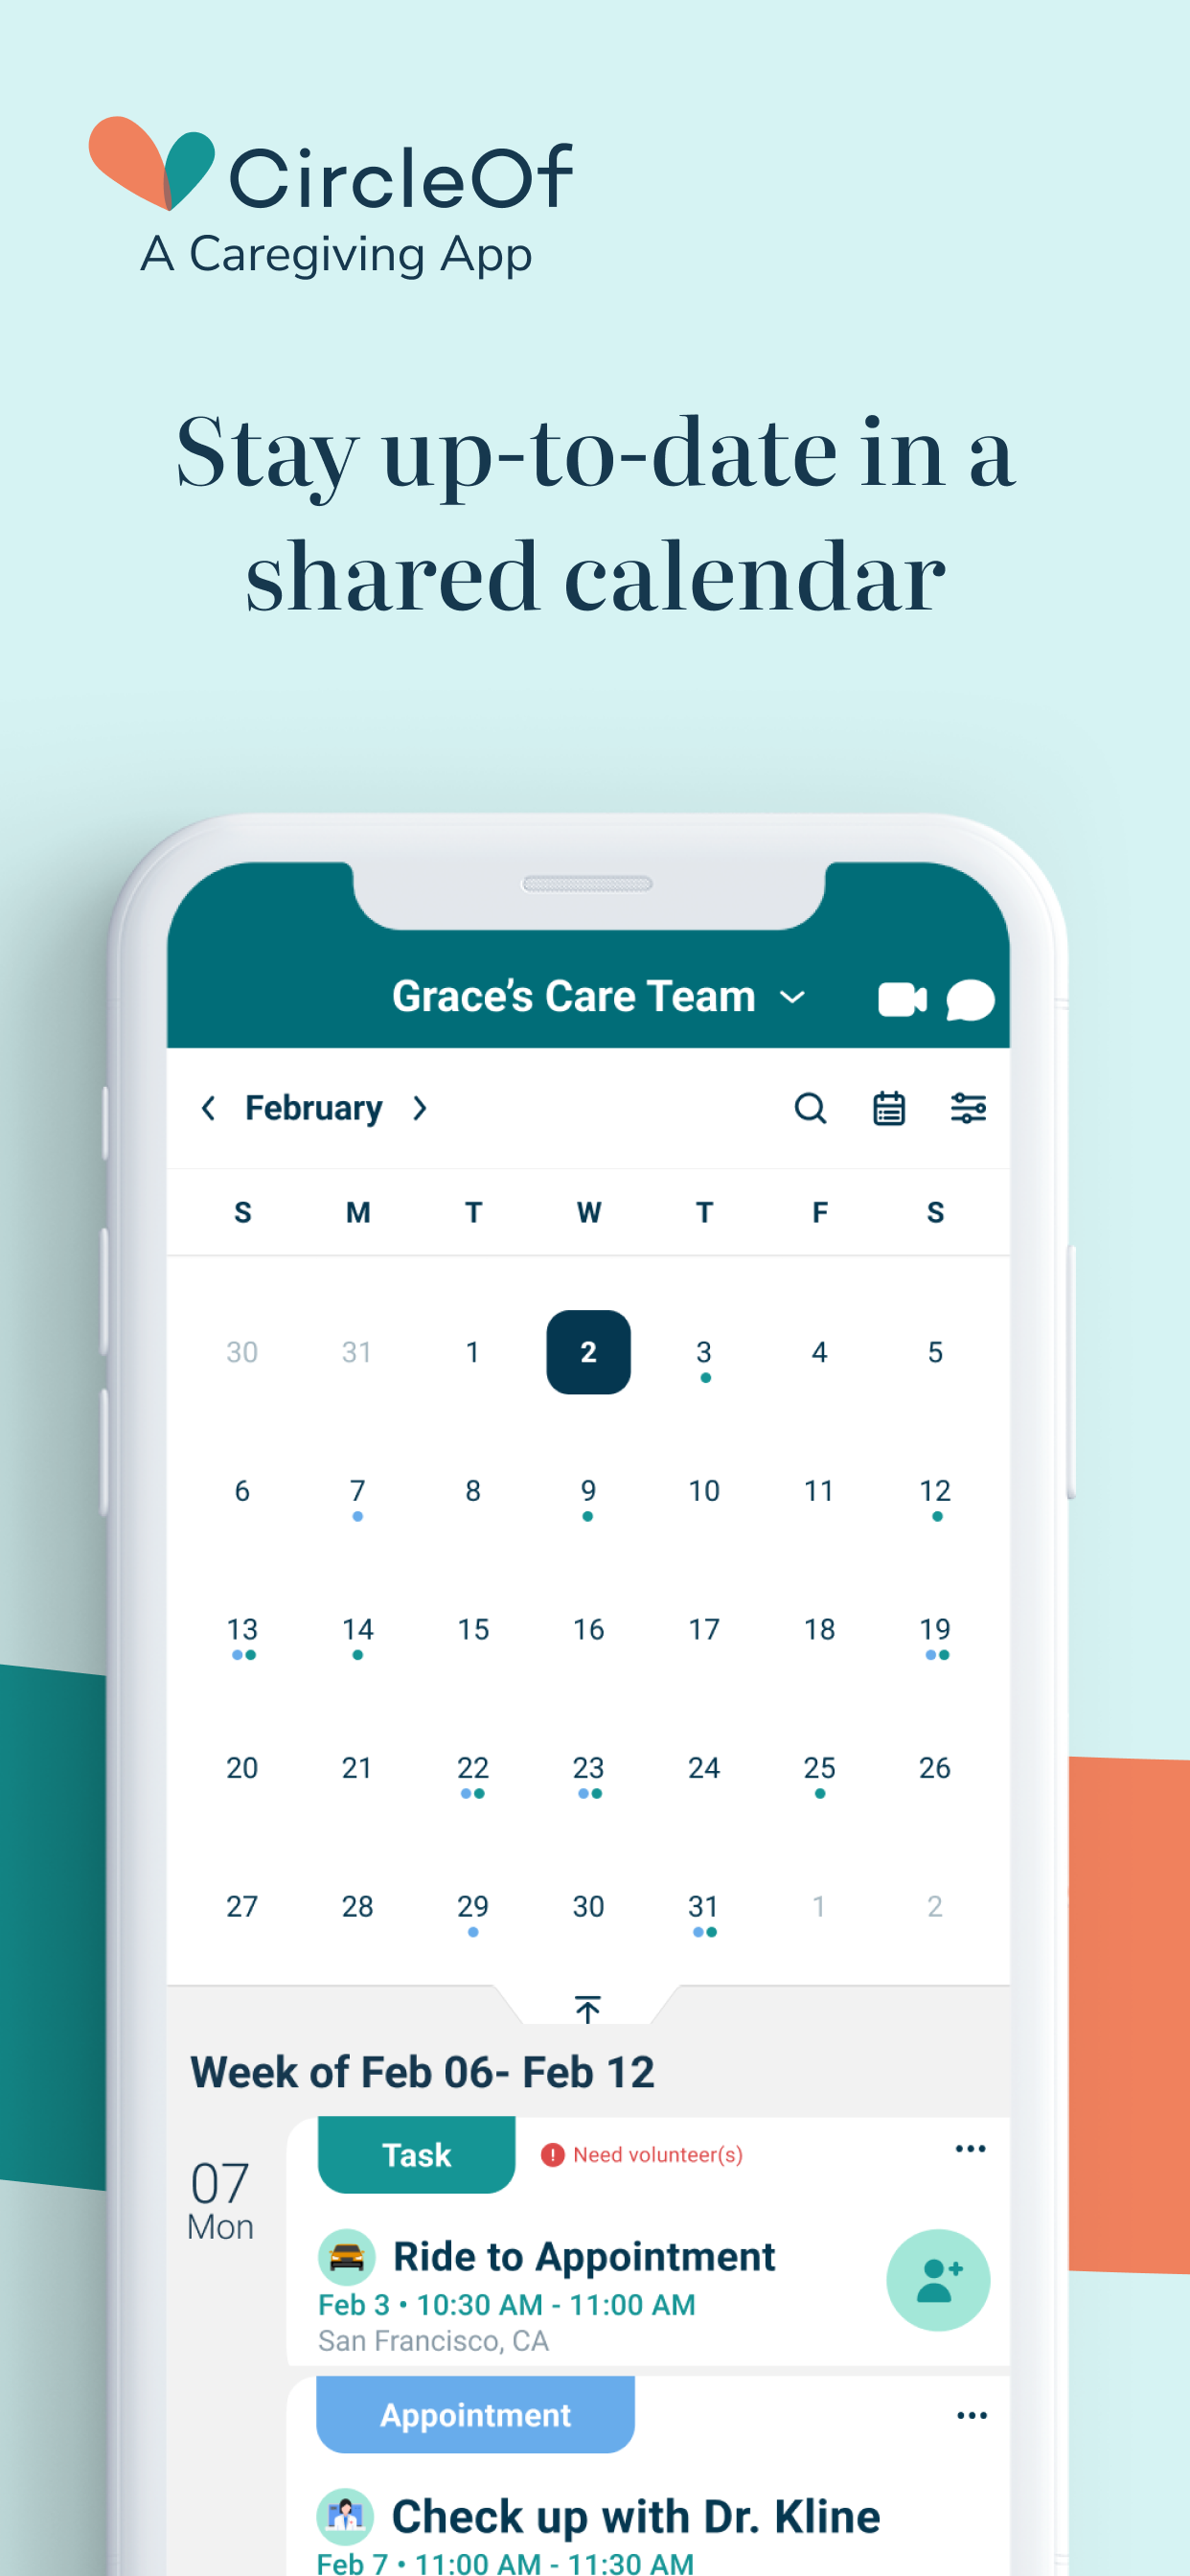 CircleOf
A Caregiving App
Stay up-to-date in a
shared calendar
Grace's Care Team
February
S M T W T F S
30 31 1 2 3 4 5
6 7 8 9 10 11 12
13 14 15 16 17 18 19
20 21 22 23 24 25 26
27 28 29 30 31 1 2
Week of Feb 06- Feb 12
07
Mon
Task
Need volunteer(s)
Ride to Appointment
Feb 3 • 10:30 AM - 11:00 AM
San Francisco, CA
Appointment
Check up with Dr. Kline
Feb 7 • 11:00 AM - 11:30 AM